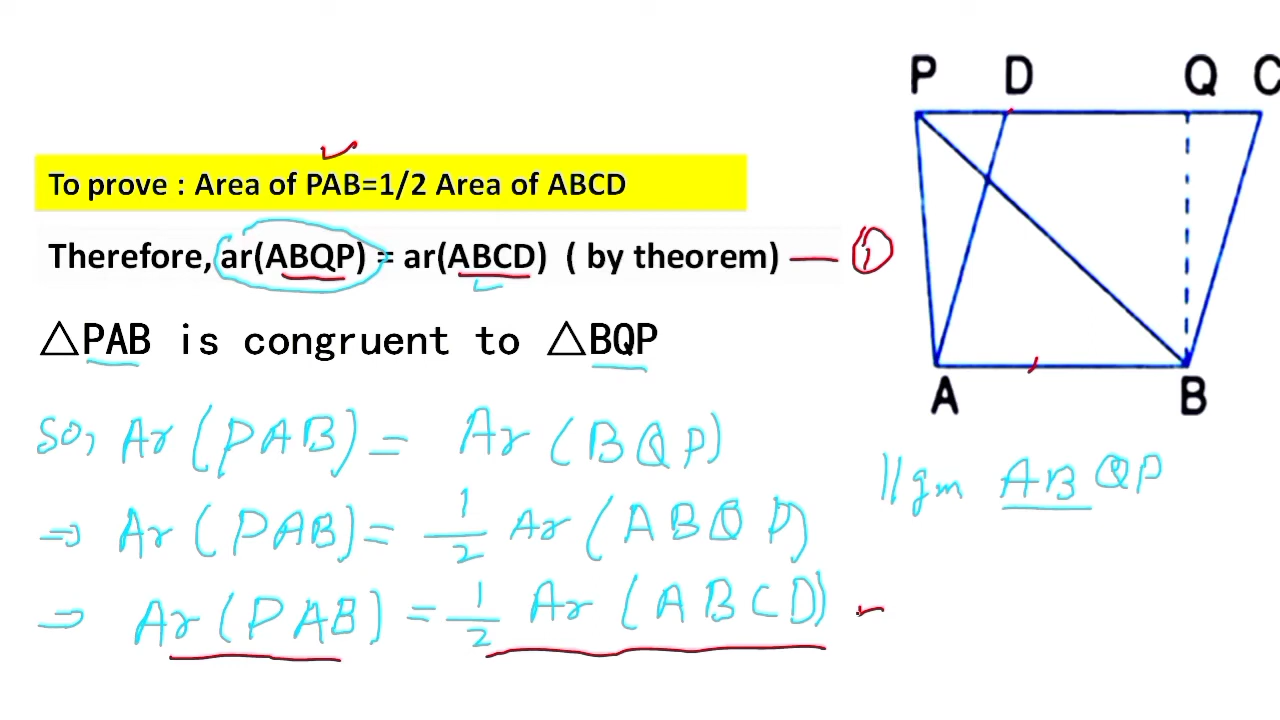 P D Q C
To prove : Area of PAB=1/2 Area of ABCD
Therefore, ar(ABQP) = ar(ABCD) ( by theorem) — 1
△PAB is congruent to △BQP
A B
So, Ar (PAB) = Ar (BQP)
||gm ABQP
⇒ Ar (PAB) = 1/2 Ar (ABQP)
⇒ Ar (PAB) = 1/2 Ar (ABCD)